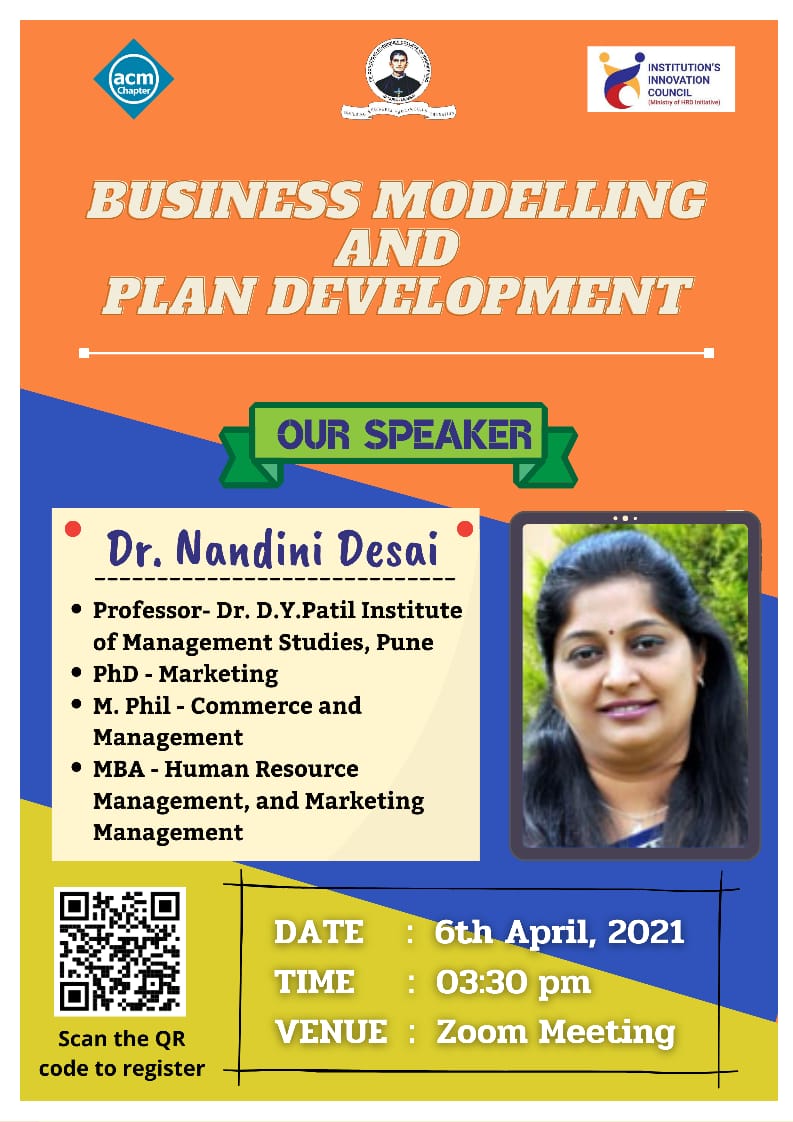 acm
Chapter
INSTITUTION'S
INNOVATION
COUNCIL
(Ministry of HRD Initiative)
BUSINESS MODELLING
AND
PLAN DEVELOPMENT
OUR SPEAKER
Dr. Nandini Desai
Professor- Dr. D.Y.Patil Institute
of Management Studies, Pune
PhD - Marketing
M. Phil - Commerce and
Management
MBA - Human Resource
Management, and Marketing
Management
Scan the QR
code to register
DATE : 6th April, 2021
TIME : 03:30 pm
VENUE : Zoom Meeting